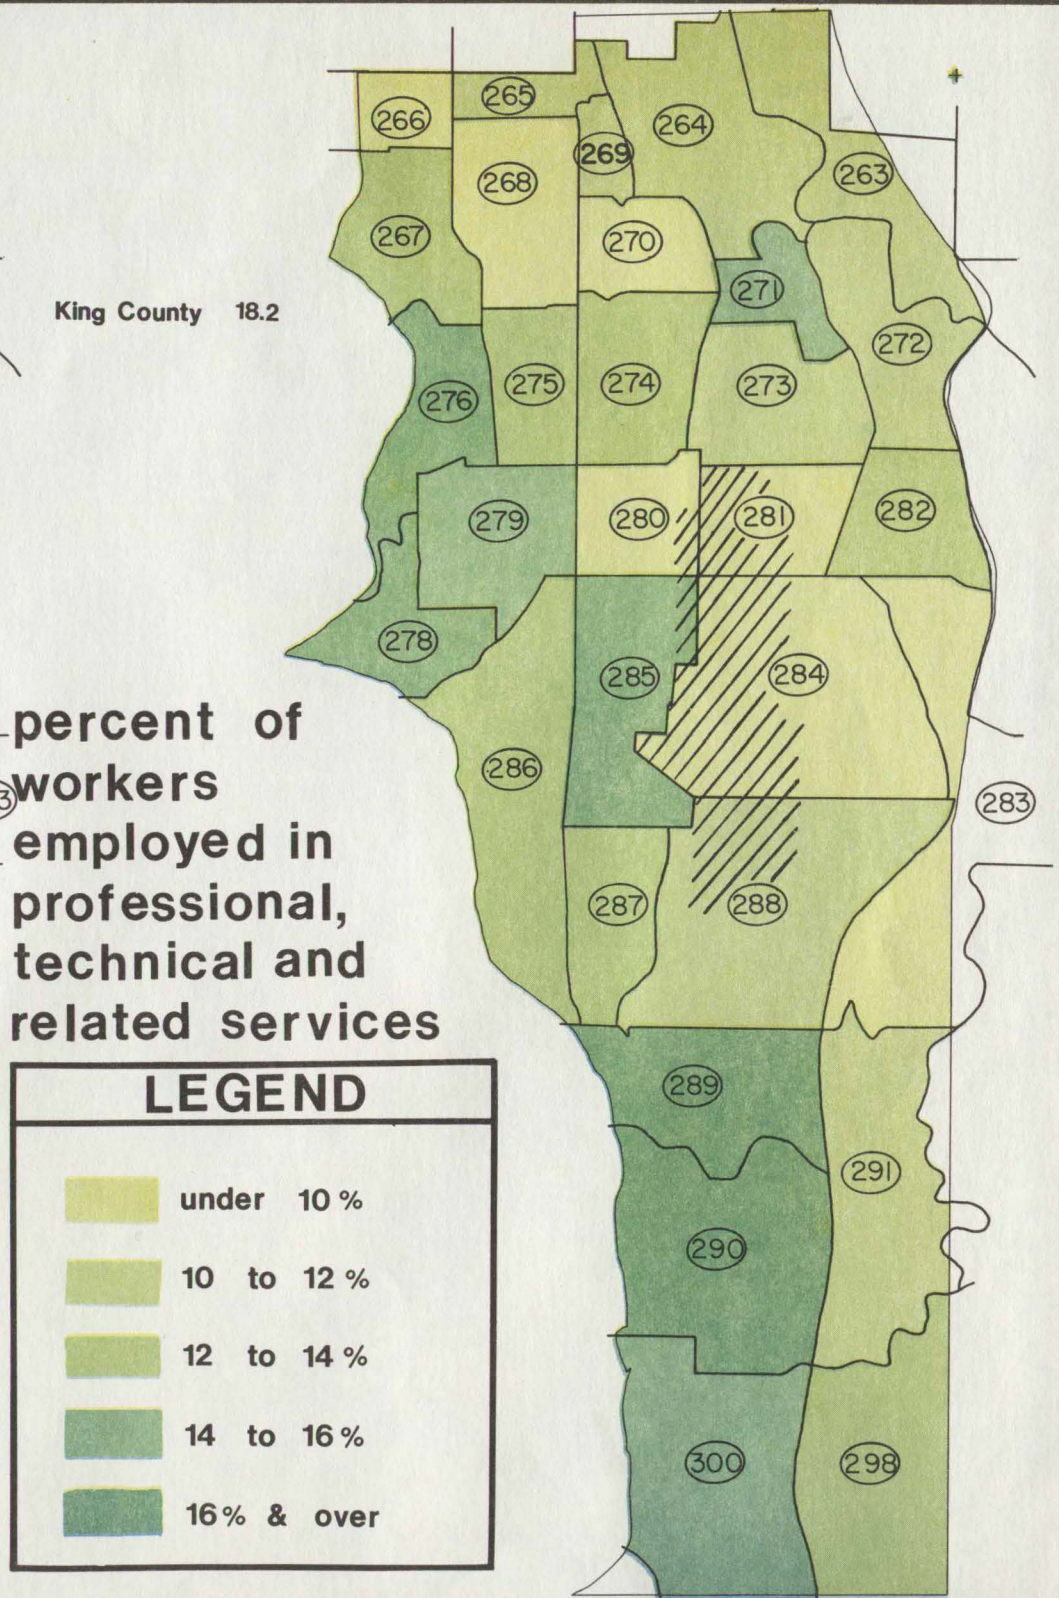 265
266
264
269
263
268
267
270
271
King County 18.2
272
275
274
273
276
279
280
281
282
278
285
284
percent of
workers
employed in
professional,
technical and
related services
286
283
287
288
LEGEND
289
under 10 %
291
290
10 to 12 %
12 to 14 %
14 to 16 %
300
298
16 % & over